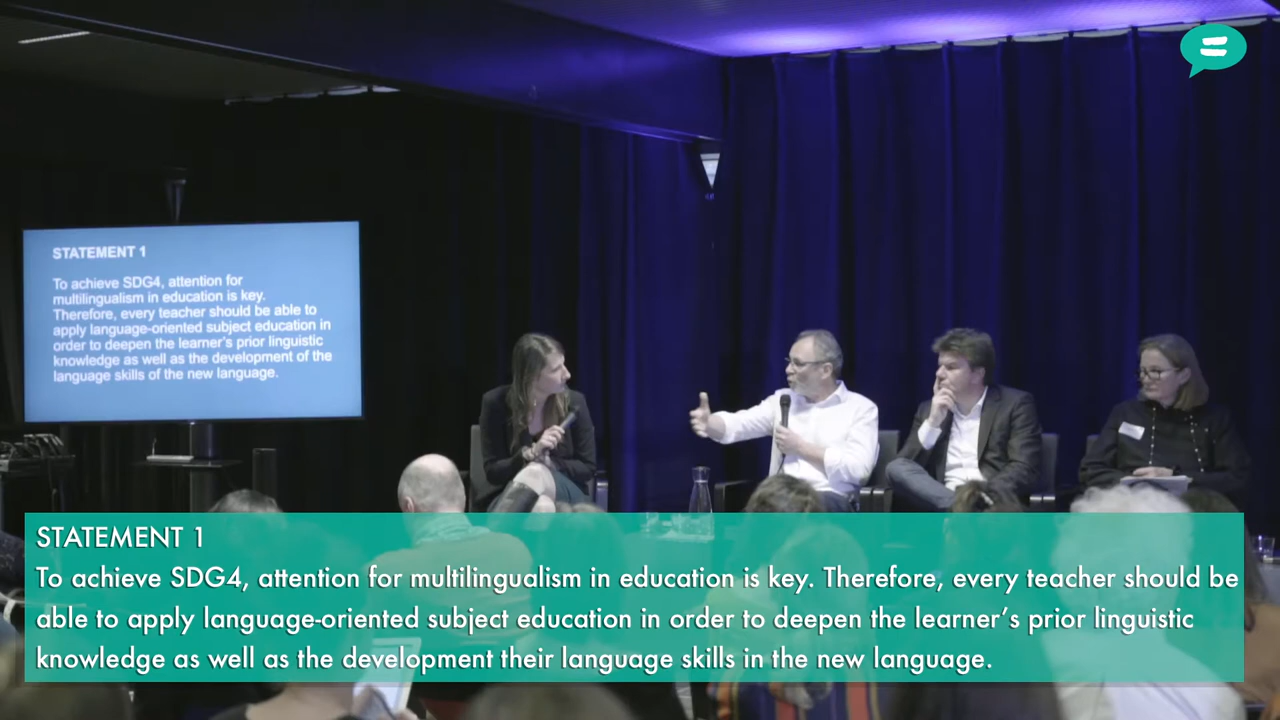 STATEMENT 1
To achieve SDG4, attention for
multilingualism in education is key.
Therefore, every teacher should be able to
apply language-oriented subject education in
order to deepen the learner's prior linguistic
knowledge as well as the development of the
language skills of the new language.
STATEMENT 1
To achieve SDG4, attention for multilingualism in education is key. Therefore, every teacher should be
able to apply language-oriented subject education in order to deepen the learner’s prior linguistic
knowledge as well as the development their language skills in the new language.